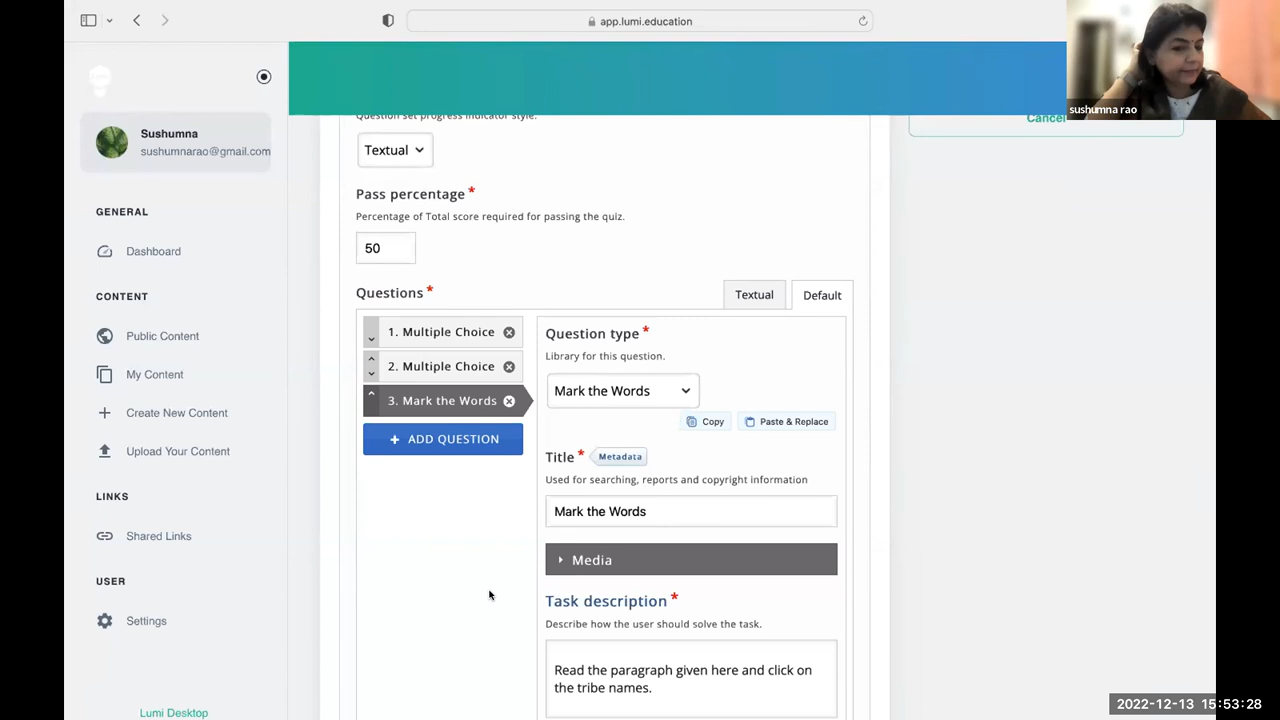 app.lumi.education
sushumna rao
Cancel
Sushumna
sushumnarao@gmail.com
GENERAL
Dashboard
CONTENT
Public Content
My Content
Create New Content
Upload Your Content
LINKS
Shared Links
USER
Settings
Lumi Desktop
Question set progress indicator style.
Textual
Pass percentage *
Percentage of Total score required for passing the quiz.
50
Questions *
Textual
Default
1. Multiple Choice
2. Multiple Choice
3. Mark the Words
+ ADD QUESTION
Question type *
Library for this question.
Mark the Words
Copy
Paste & Replace
Title *
Metadata
Used for searching, reports and copyright information
Mark the Words
Media
Task description *
Describe how the user should solve the task.
Read the paragraph given here and click on
the tribe names.
2022-12-13 15:53:28